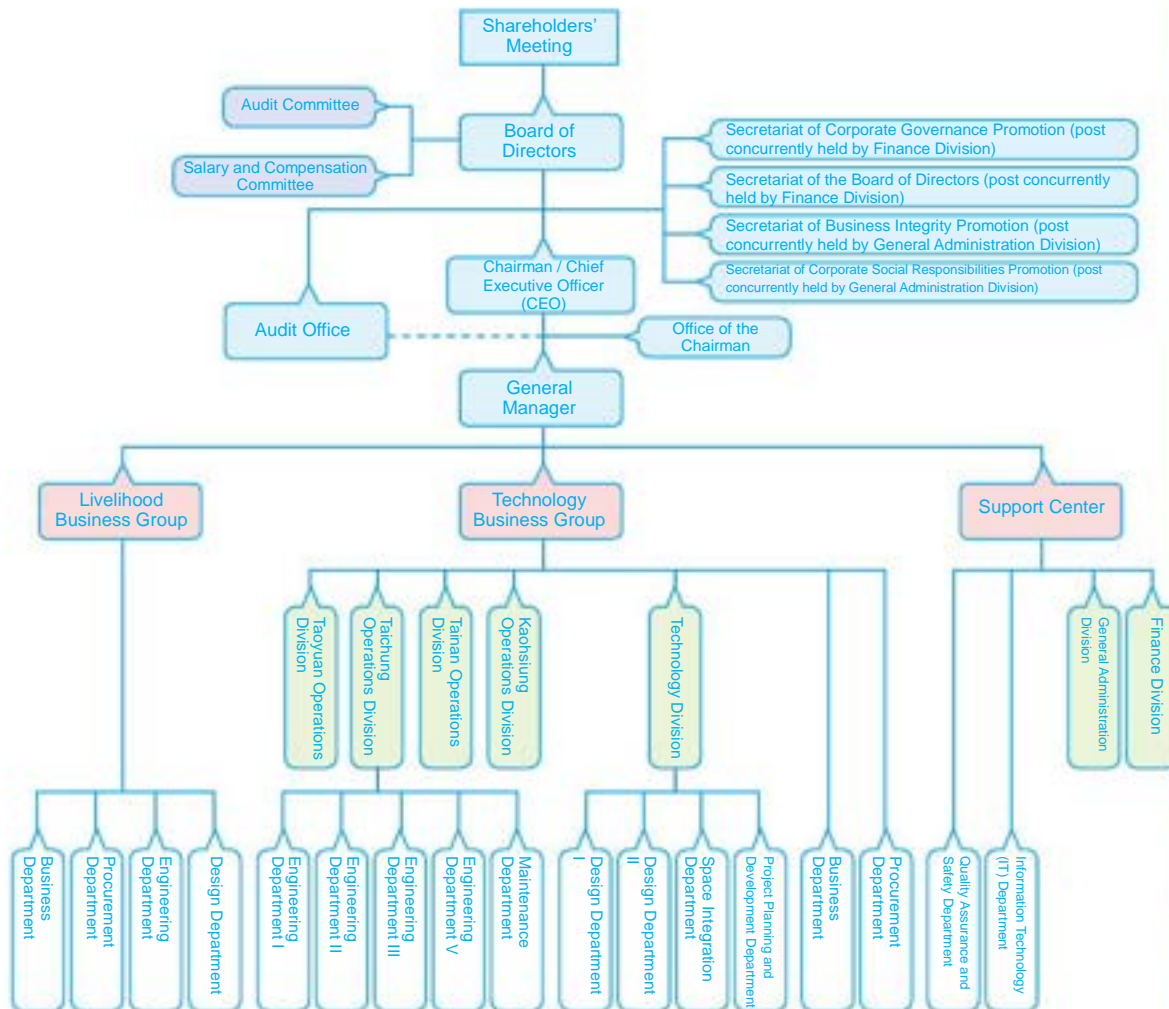 Shareholders'
Meeting
Audit Committee
Board of
Directors
Salary and Compensation
Committee
Secretariat of Corporate Governance Promotion (post
concurrently held by Finance Division)
Secretariat of the Board of Directors (post concurrently
held by Finance Division)
Secretariat of Business Integrity Promotion (post
concurrently held by General Administration Division)
Secretariat of Corporate Social Responsibilities Promotion (post
concurrently held by General Administration Division)
Chairman / Chief
Executive Officer
(CEO)
Audit Office
Office of the
Chairman
General
Manager
Livelihood
Business Group
Technology
Business Group
Support Center
Taoyuan Operations
Division
Taichung
Operations Division
Tainan Operations
Division
Kaohsiung
Operations Division
Technology Division
General Administration
Division
Finance Division
Business
Department
Procurement
Department
Engineering
Department
Design Department
Engineering
Department I
Engineering
Department II
Engineering
Department III
Engineering
Department V
Maintenance
Department
Design Department
I
Design Department
II
Space Integration
Department
Project Planning and
Development Department
Business
Department
Procurement
Department
Quality Assurance and
Safety Department
Information Technology
(IT) Department